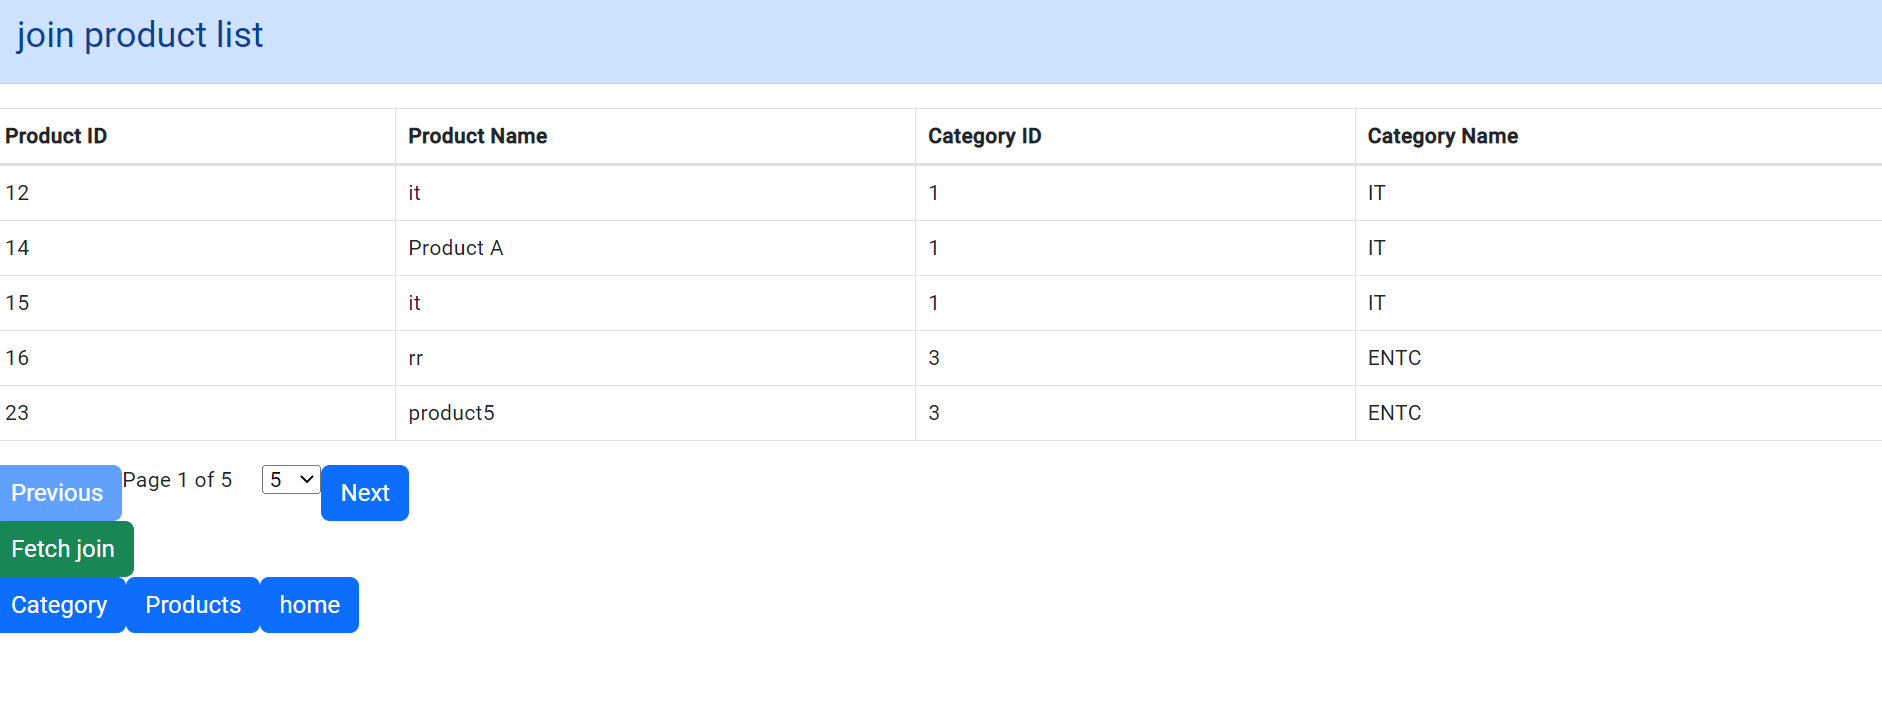 join product list
Product ID Product Name Category ID Category Name
12 it 1 IT
14 Product A 1 IT
15 it 1 IT
16 rr 3 ENTC
23 product5 3 ENTC
Previous Page 1 of 5 5 Next
Fetch join
Category Products home